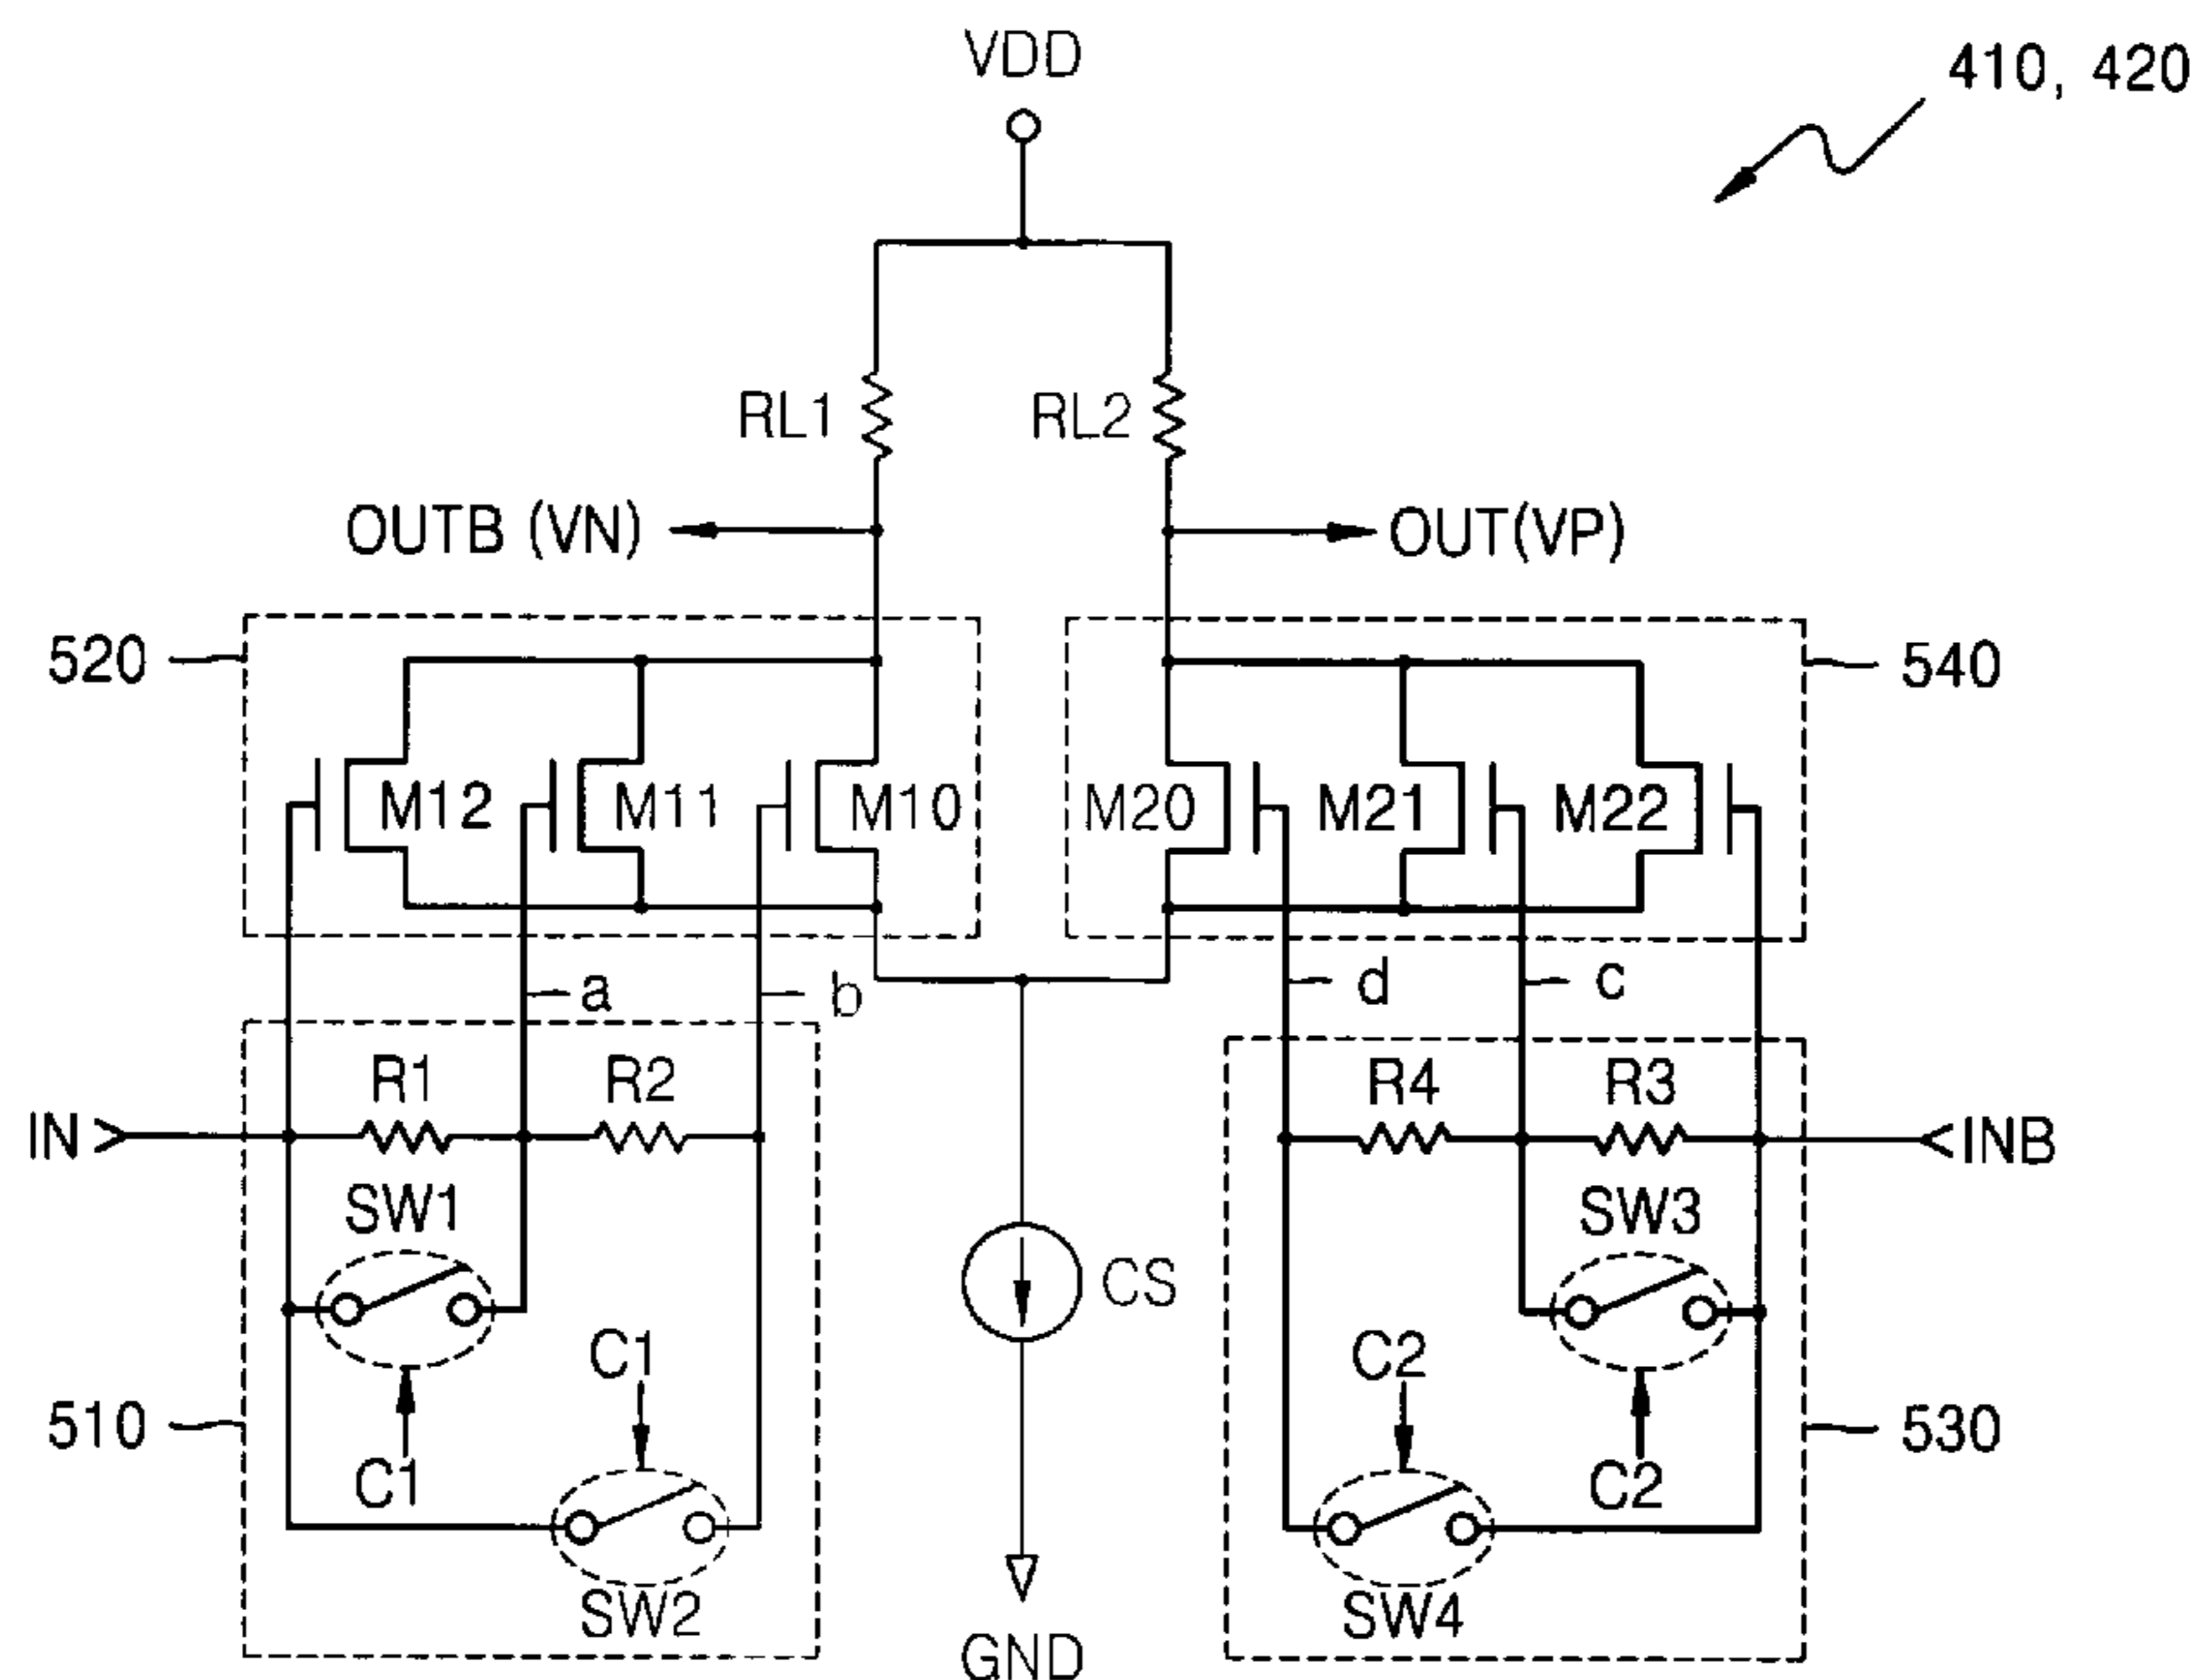 VDD
410, 420
RL1
RL2
OUTB (VN)
OUT(VP)
520
540
M12
M11
M10
M20
M21
M22
a
b
d
c
R1
R2
R4
R3
IN
INB
SW1
SW3
CS
C1
C2
510
530
C1
C2
SW2
SW4
GND